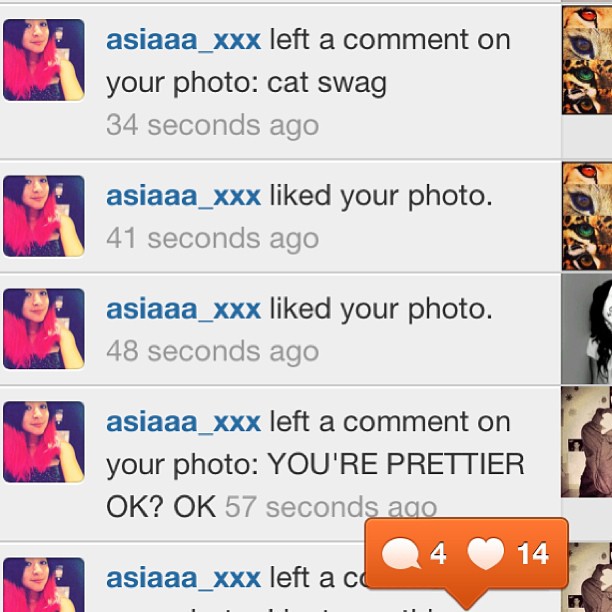 asiaaa_xxx left a comment on
your photo: cat swag
34 seconds ago
asiaaa_xxx liked your photo.
41 seconds ago
asiaaa_xxx liked your photo.
48 seconds ago
asiaaa_xxx left a comment on
your photo: YOU'RE PRETTIER
OK? OK 57 seconds ago
4 14
asiaaa_xxx left a